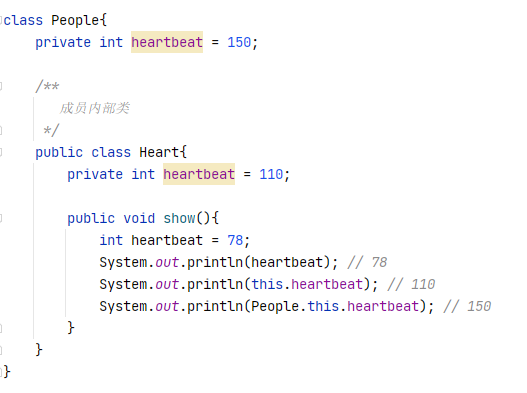 class People{
    private int heartbeat = 150;
    /**
       成员内部类
     */
    public class Heart{
        private int heartbeat = 110;
        public void show(){
            int heartbeat = 78;
            System.out.println(heartbeat); // 78
            System.out.println(this.heartbeat); // 110
            System.out.println(People.this.heartbeat); // 150
        }
    }
}